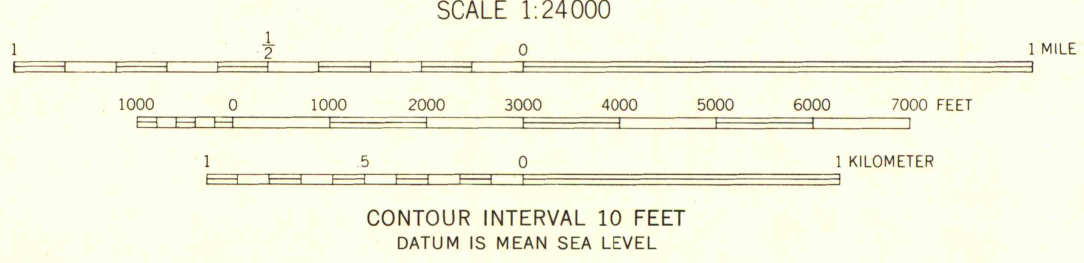 SCALE 1:24000
1 1/2 0 1 MILE
1000 0 1000 2000 3000 4000 5000 6000 7000 FEET
1 .5 0 1 KILOMETER
CONTOUR INTERVAL 10 FEET
DATUM IS MEAN SEA LEVEL